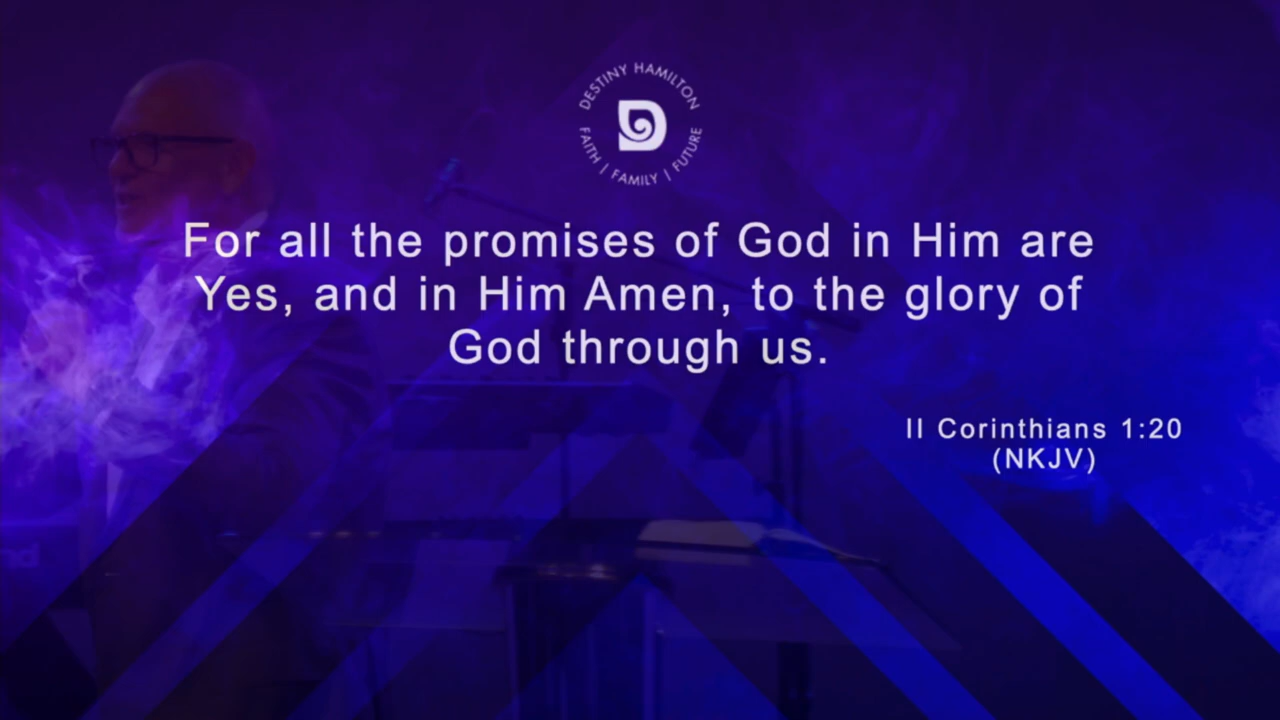 DESTINY HAMILTON
FAITH | FAMILY | FUTURE
For all the promises of God in Him are
Yes, and in Him Amen, to the glory of
God through us.
II Corinthians 1:20
(NKJV)